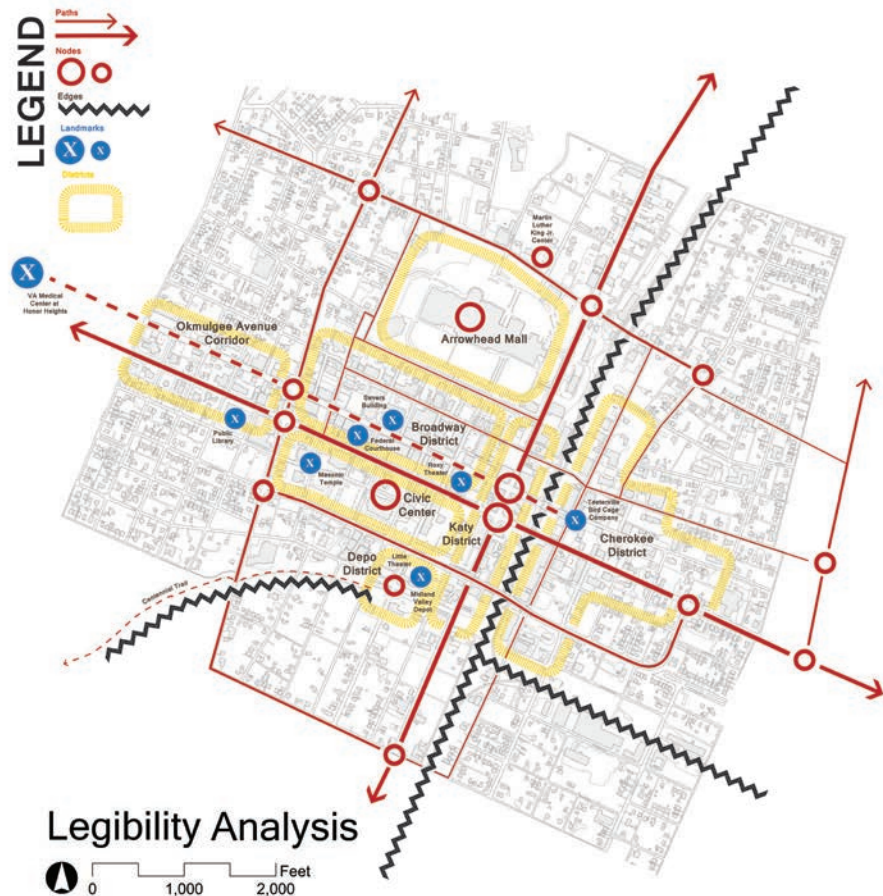 LEGEND
Paths
Nodes
Edges
Landmarks
X
X
Districts
X
VA Medical
Center at
Honor Heights
Okmulgee Avenue
Corridor
Martin
Luther
King Jr.
Center
Arrowhead Mall
Severs
Building
X
Broadway
District
X
Public
Library
X
Federal
Courthouse
X
Masonic
Temple
Roxy
Theater
X
Civic
Center
Katy
District
X
Bird Cage
Company
Cherokee
District
Depo
District
Little
Theater
X
Midland
Valley
Depot
Centennial Trail
Legibility Analysis
Feet
0
1,000
2,000